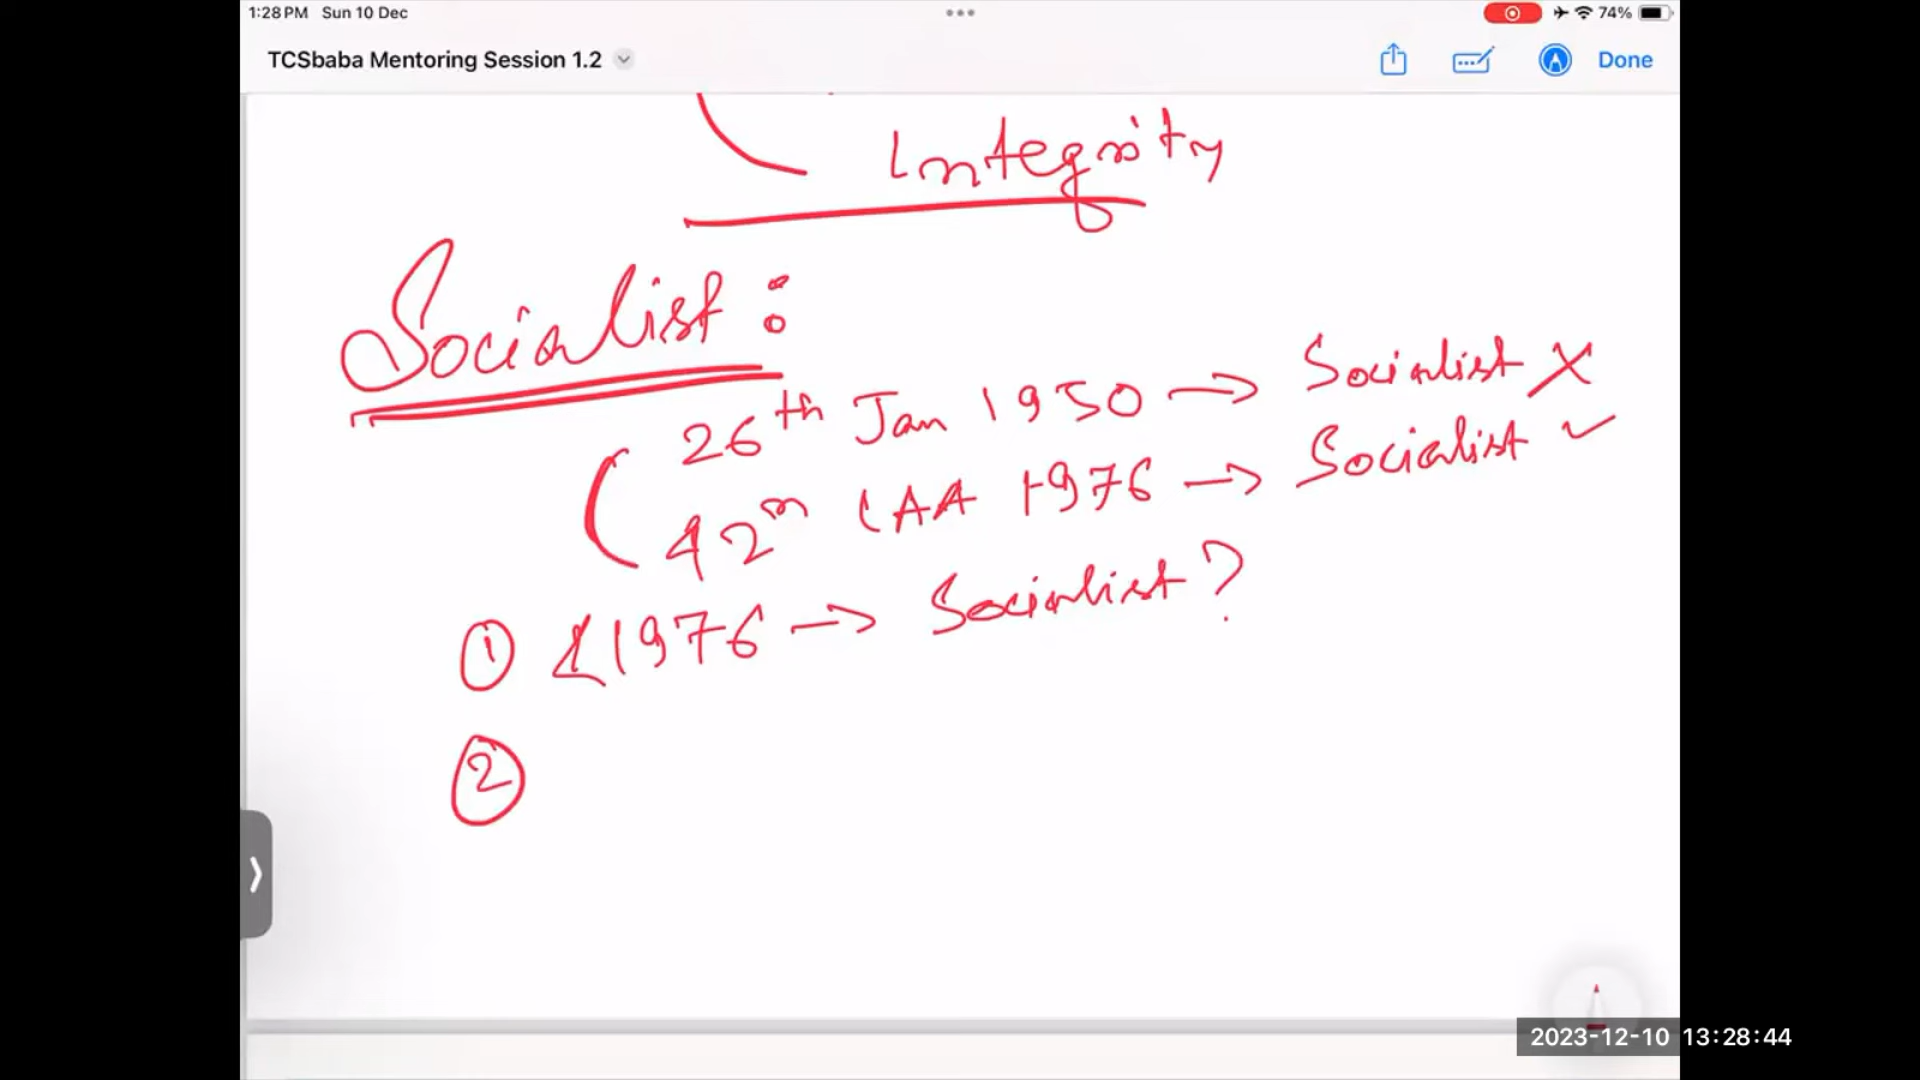 1:28 PM Sun 10 Dec
74%
TCSbaba Mentoring Session 1.2
Done
Integrity
Socialist :
26th Jan 1950 → Socialist ✗
42nd CAA 1976 → Socialist ✓
① <1976 → Socialist ?
②
2023-12-10 13:28:44